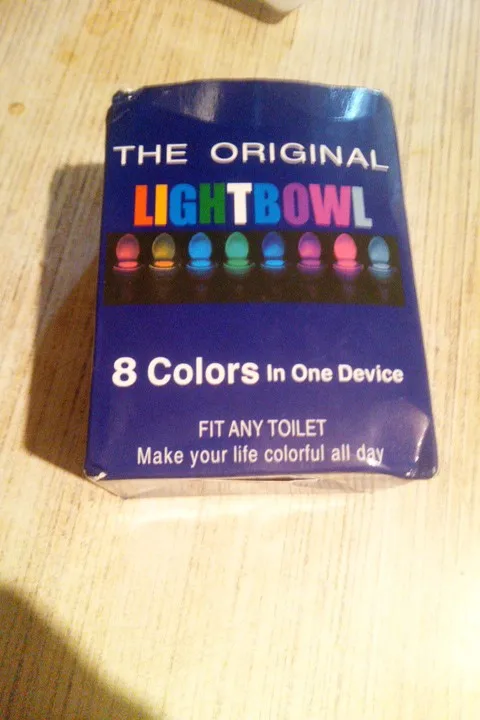 THE ORIGINAL
LIGHTBOWL
8 Colors In One Device
FIT ANY TOILET
Make your life colorful all day